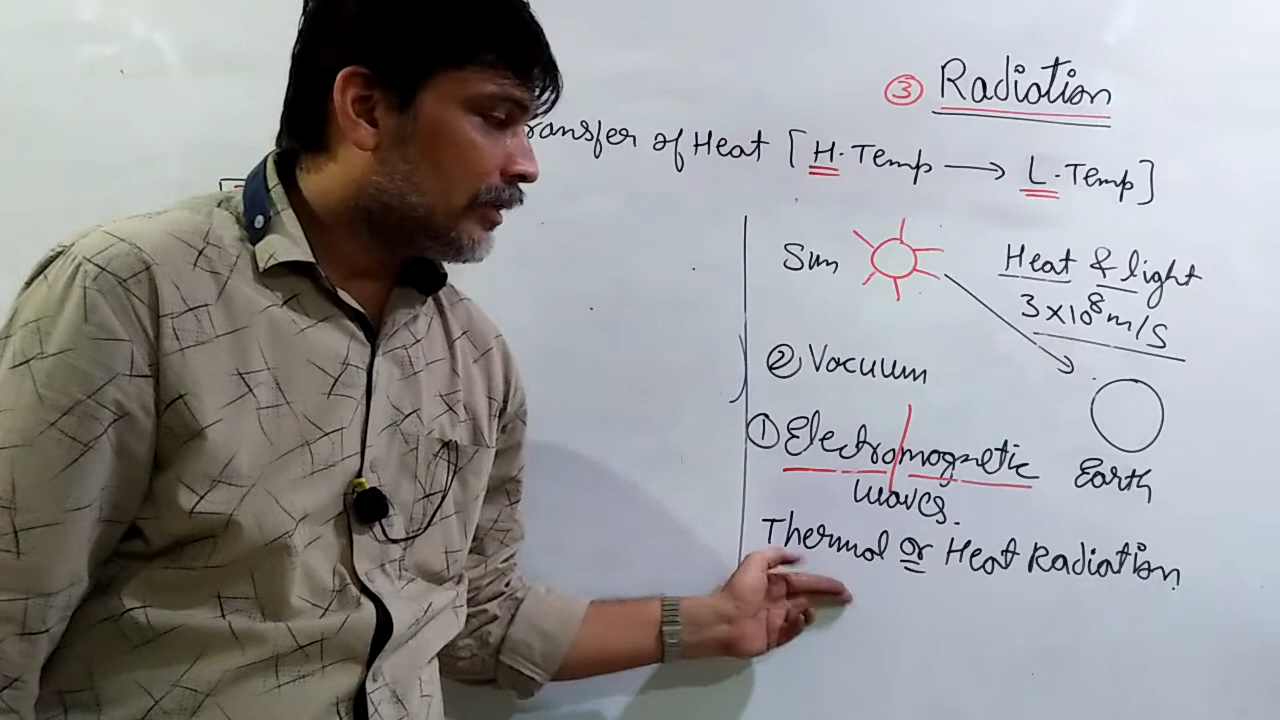 ③ Radiation
ransfer of Heat [H. Temp → L. Temp]
Sun
Heat & light
3×10⁸m/s
② Vacuum
① Electromagnetic
waves.
Earth
Thermal or Heat Radiation